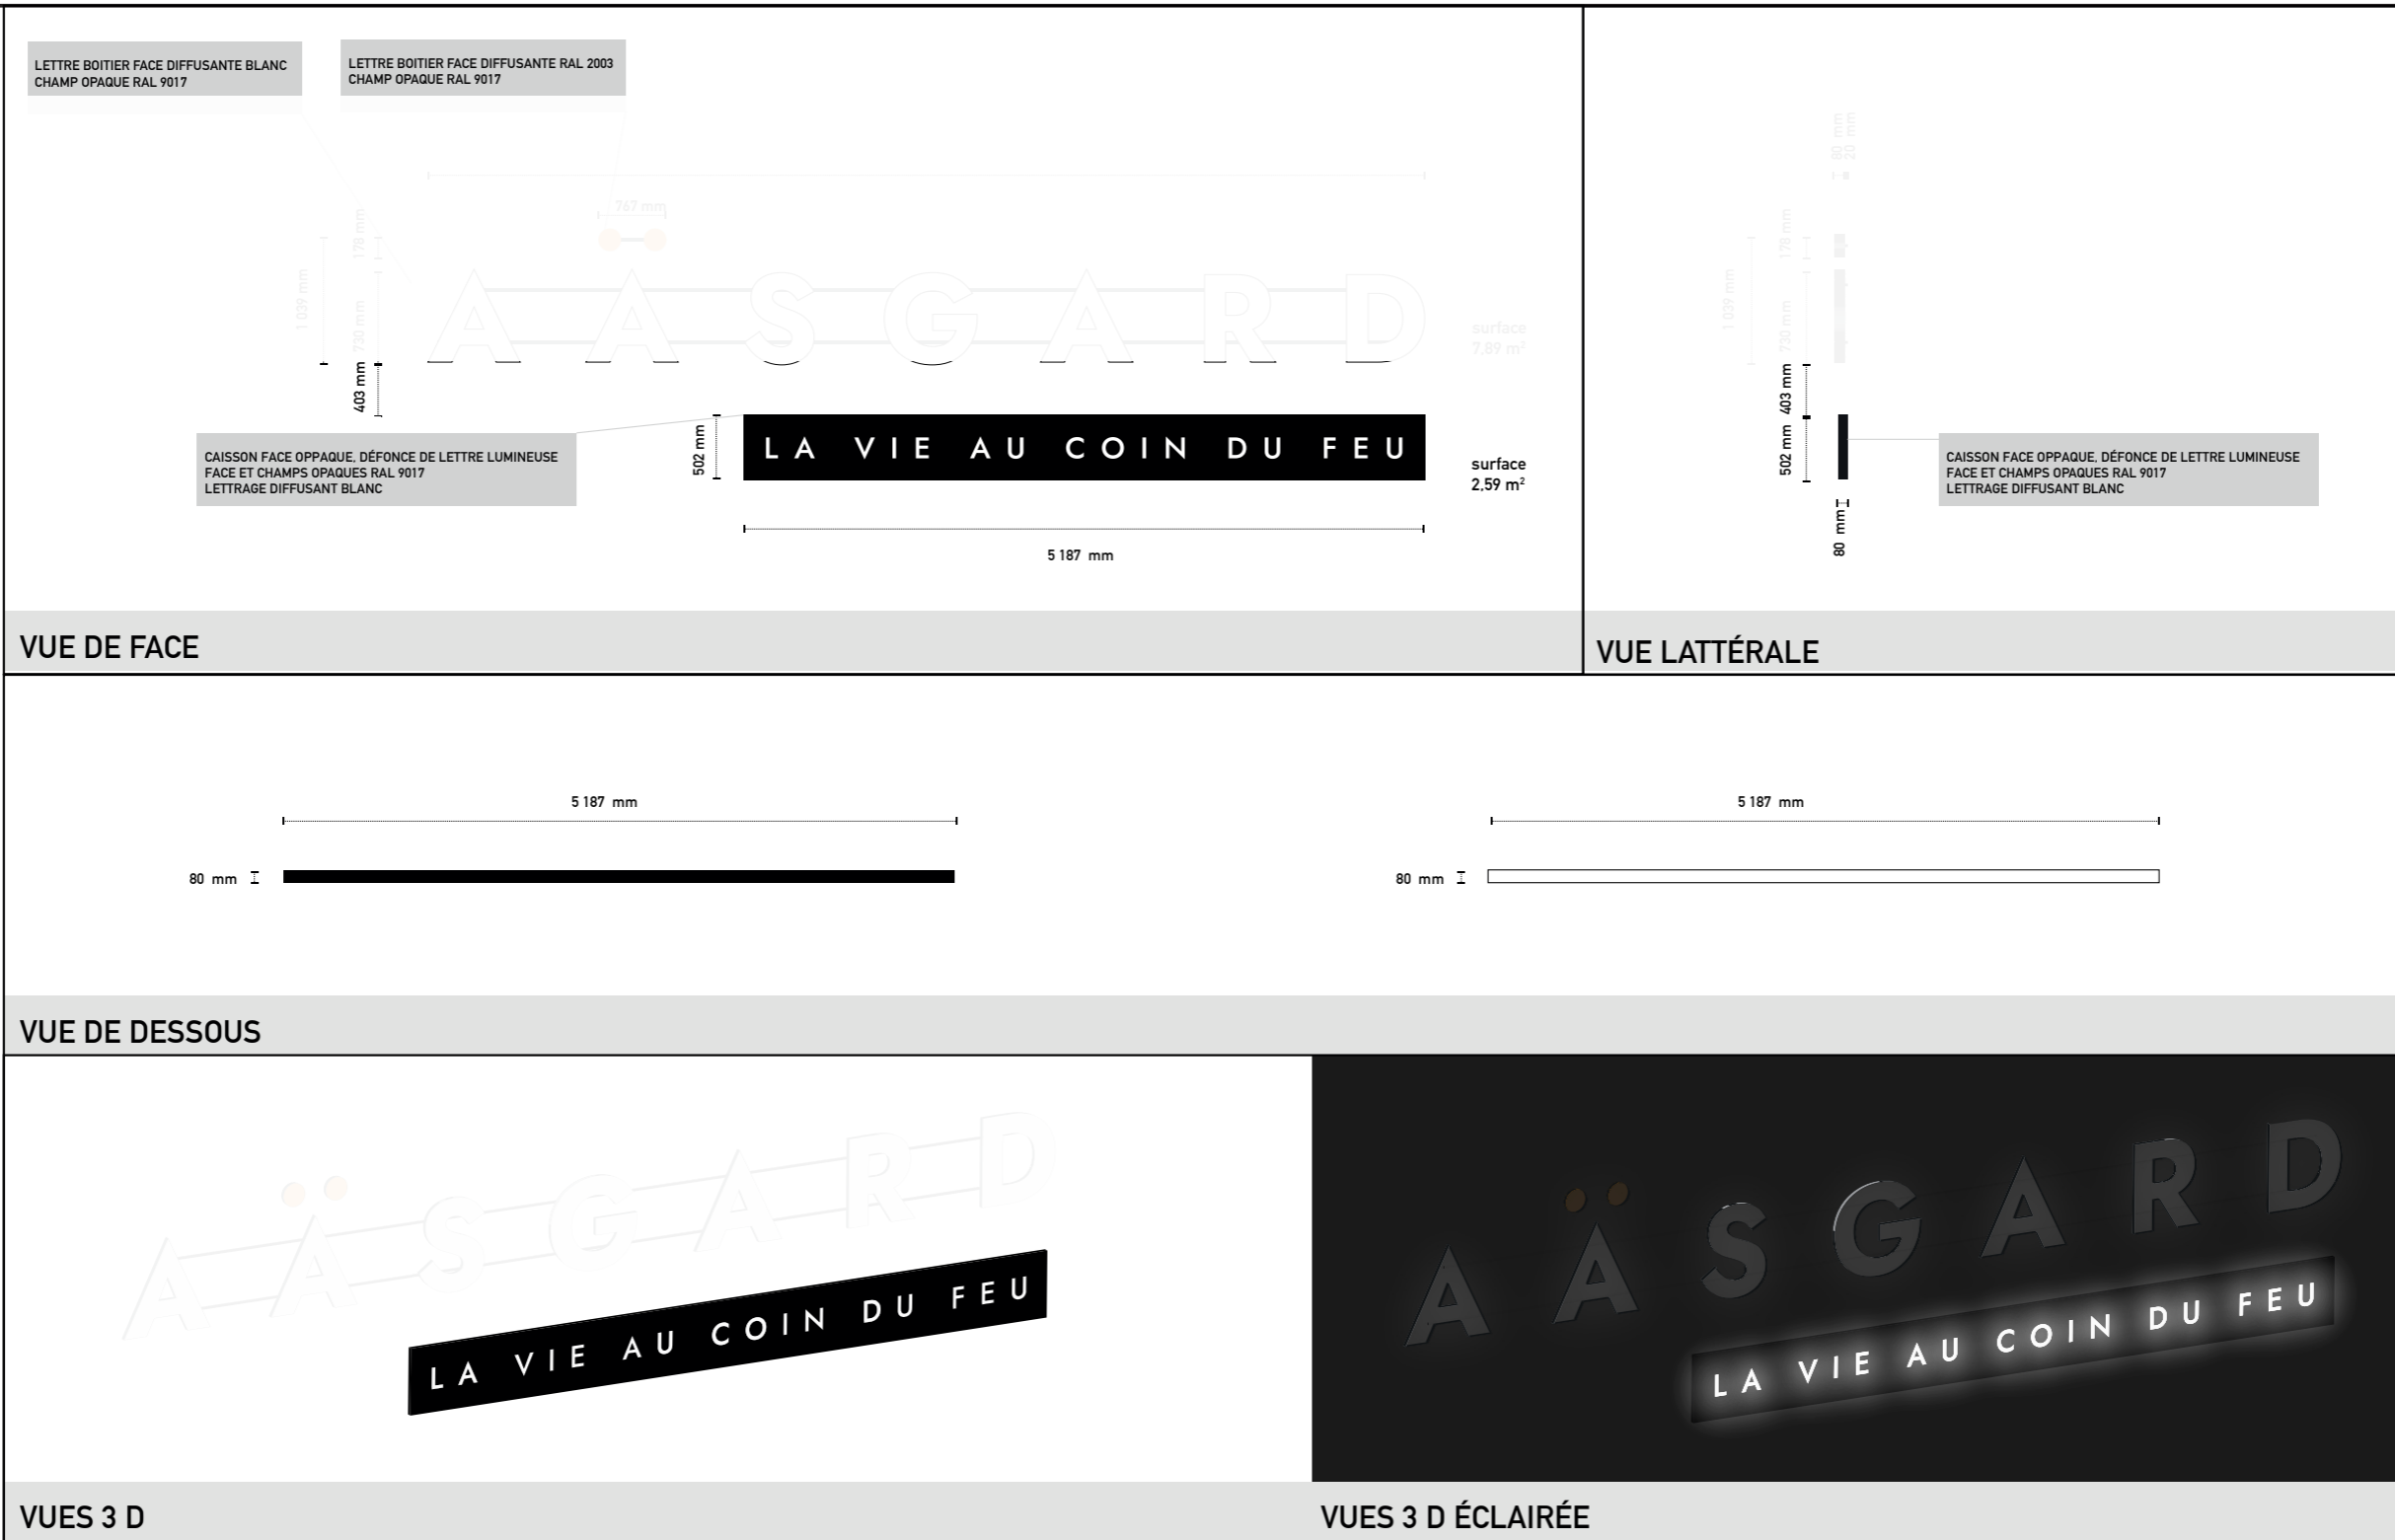 LETTRE BOITIER FACE DIFFUSANTE BLANC
CHAMP OPAQUE RAL 9017
LETTRE BOITIER FACE DIFFUSANTE RAL 2003
CHAMP OPAQUE RAL 9017
767 mm
178 mm
1 039 mm
730 mm
403 mm
AÄSGARD
surface
7,89 m²
CAISSON FACE OPPAQUE, DÉFONCE DE LETTRE LUMINEUSE
FACE ET CHAMPS OPAQUES RAL 9017
LETTRAGE DIFFUSANT BLANC
502 mm
LA VIE AU COIN DU FEU
surface
2,59 m²
5 187 mm
VUE DE FACE
80 mm
20 mm
178 mm
1 039 mm
730 mm
403 mm
502 mm
CAISSON FACE OPPAQUE, DÉFONCE DE LETTRE LUMINEUSE
FACE ET CHAMPS OPAQUES RAL 9017
LETTRAGE DIFFUSANT BLANC
80 mm
VUE LATTÉRALE
5 187 mm
80 mm
5 187 mm
80 mm
VUE DE DESSOUS
AÄSGARD
LA VIE AU COIN DU FEU
VUES 3 D
AÄSGARD
LA VIE AU COIN DU FEU
VUES 3 D ÉCLAIRÉE